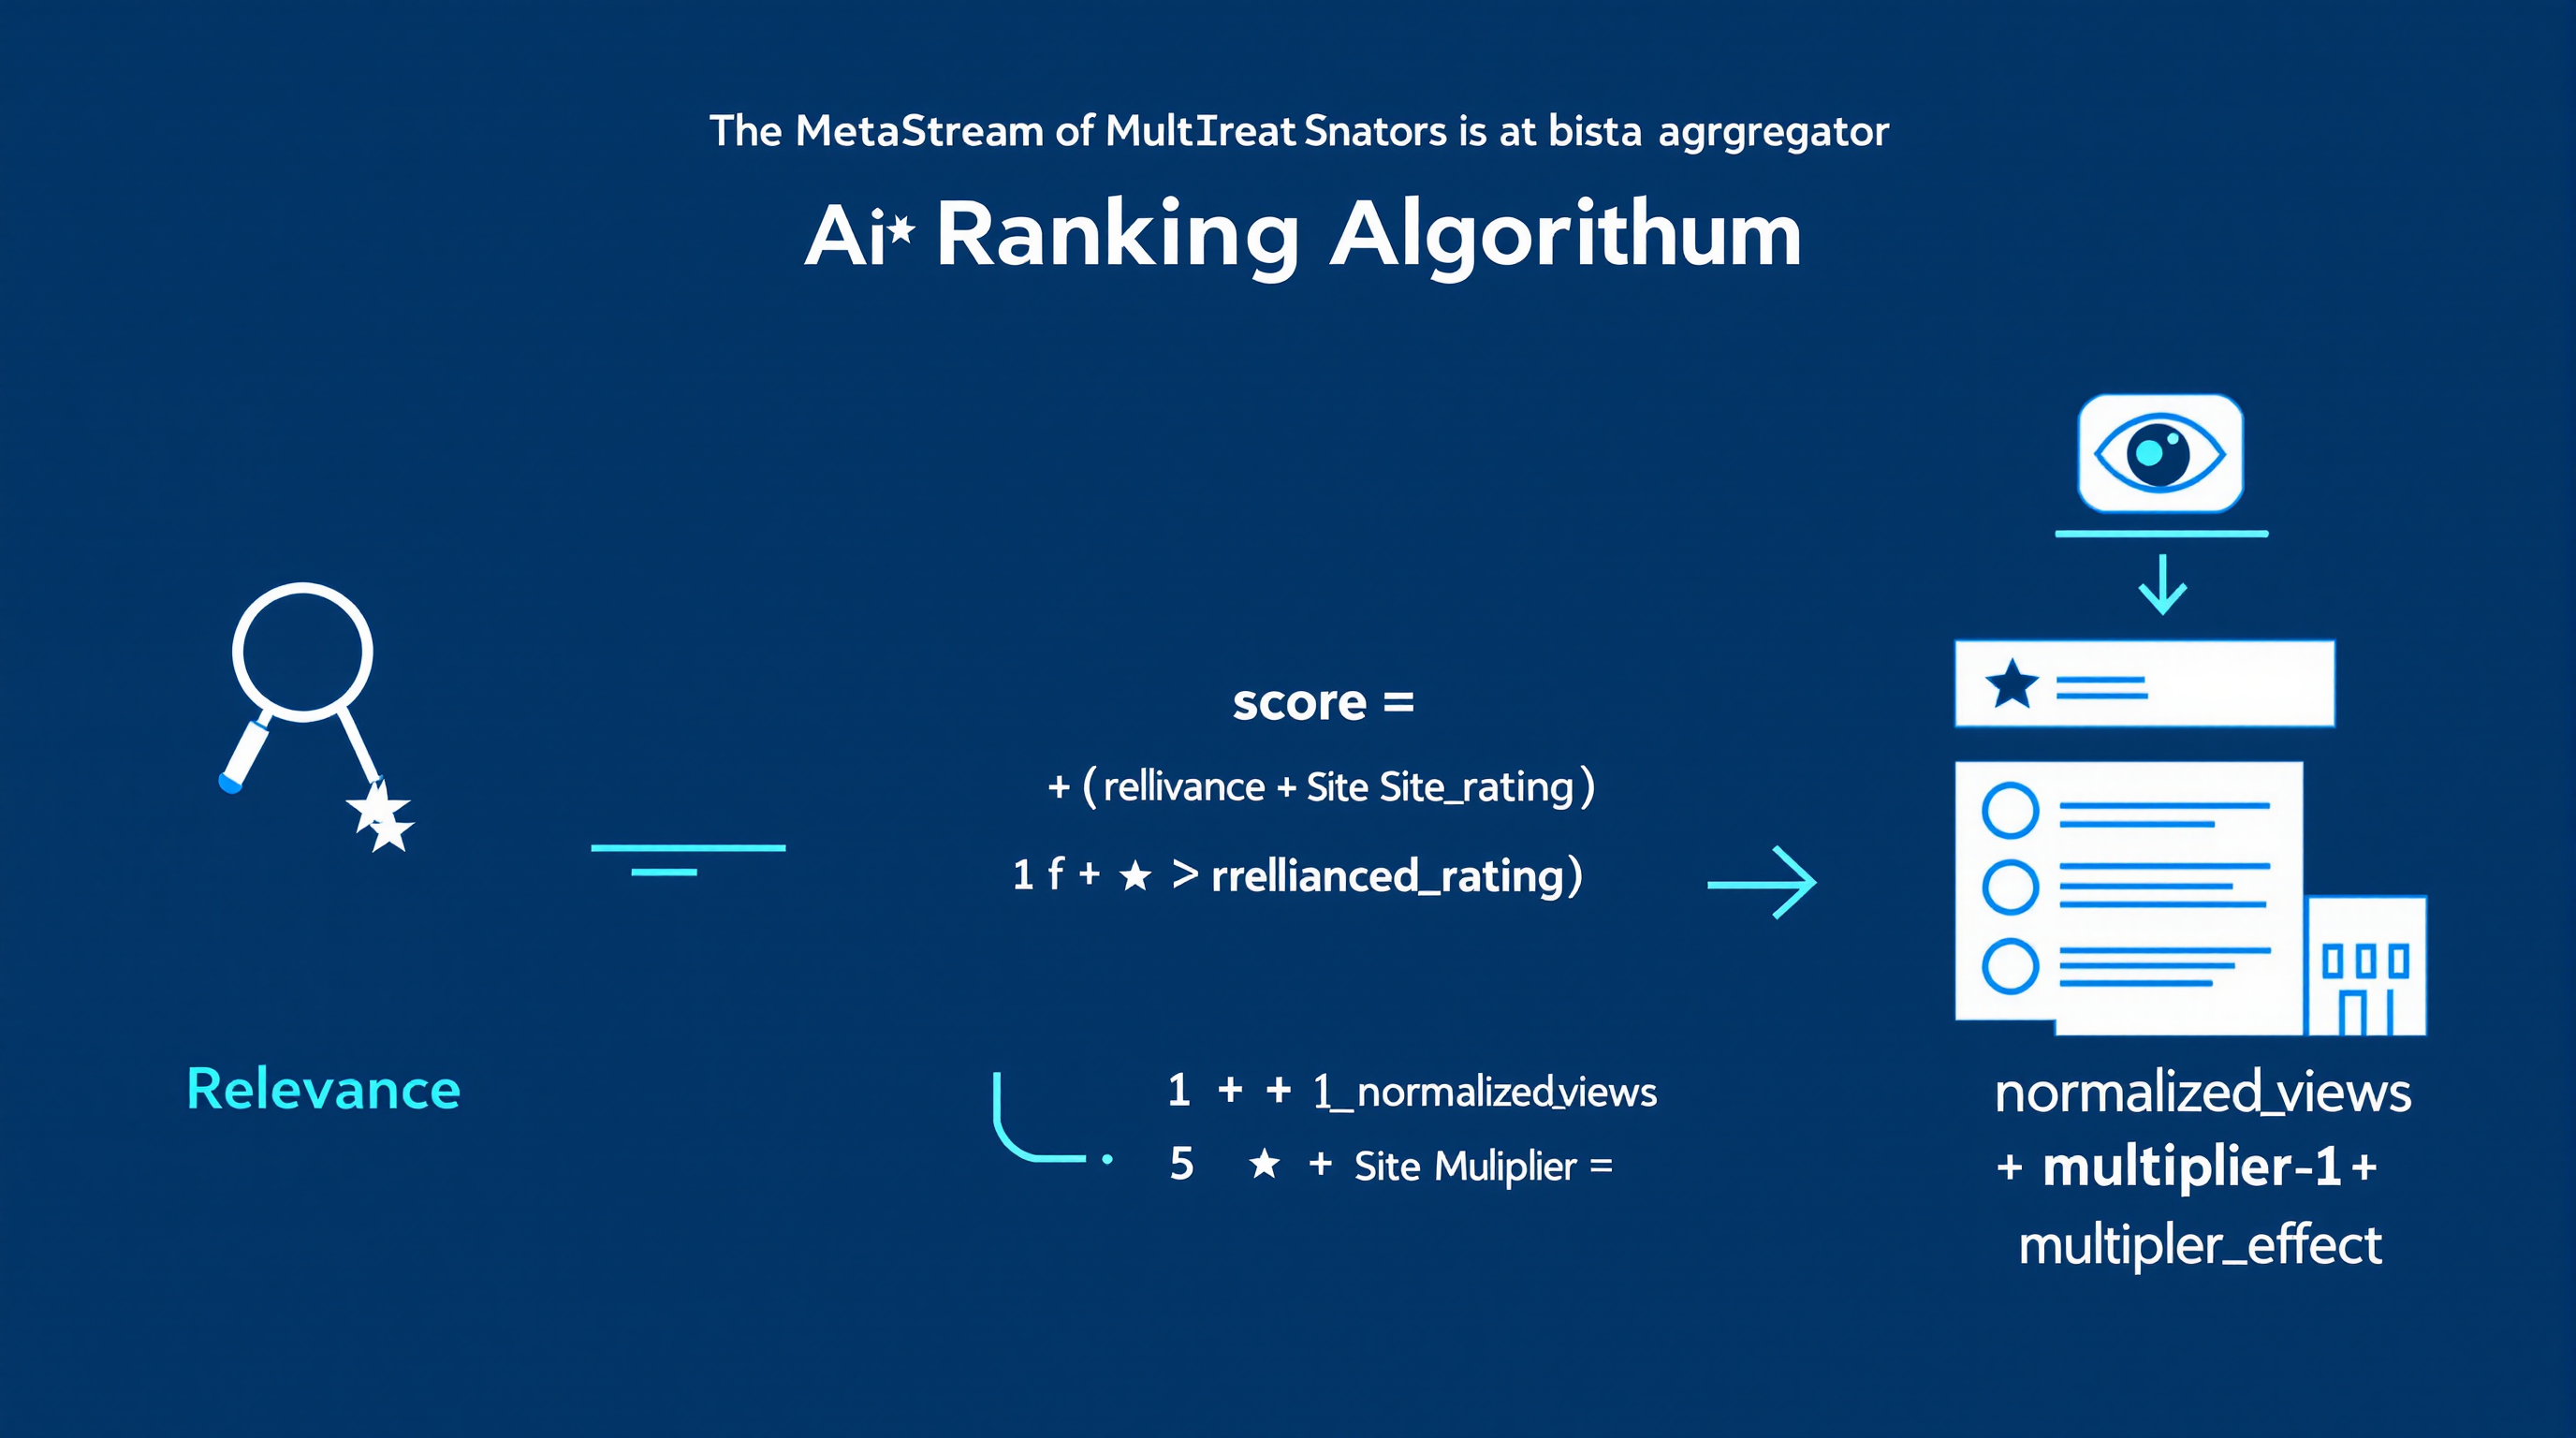 The MetaStream of MultIreat Snators is at bista agrgregator
Ai★ Ranking Algorithum
score =
+ (rellivance + Site Site_rating)
1 f + ★ > rrellianced_rating)
Relevance
1 + + 1_normalized_views
5 ★ + Site Muliplier =
normalized_views
+ multiplier-1 +
multipler_effect